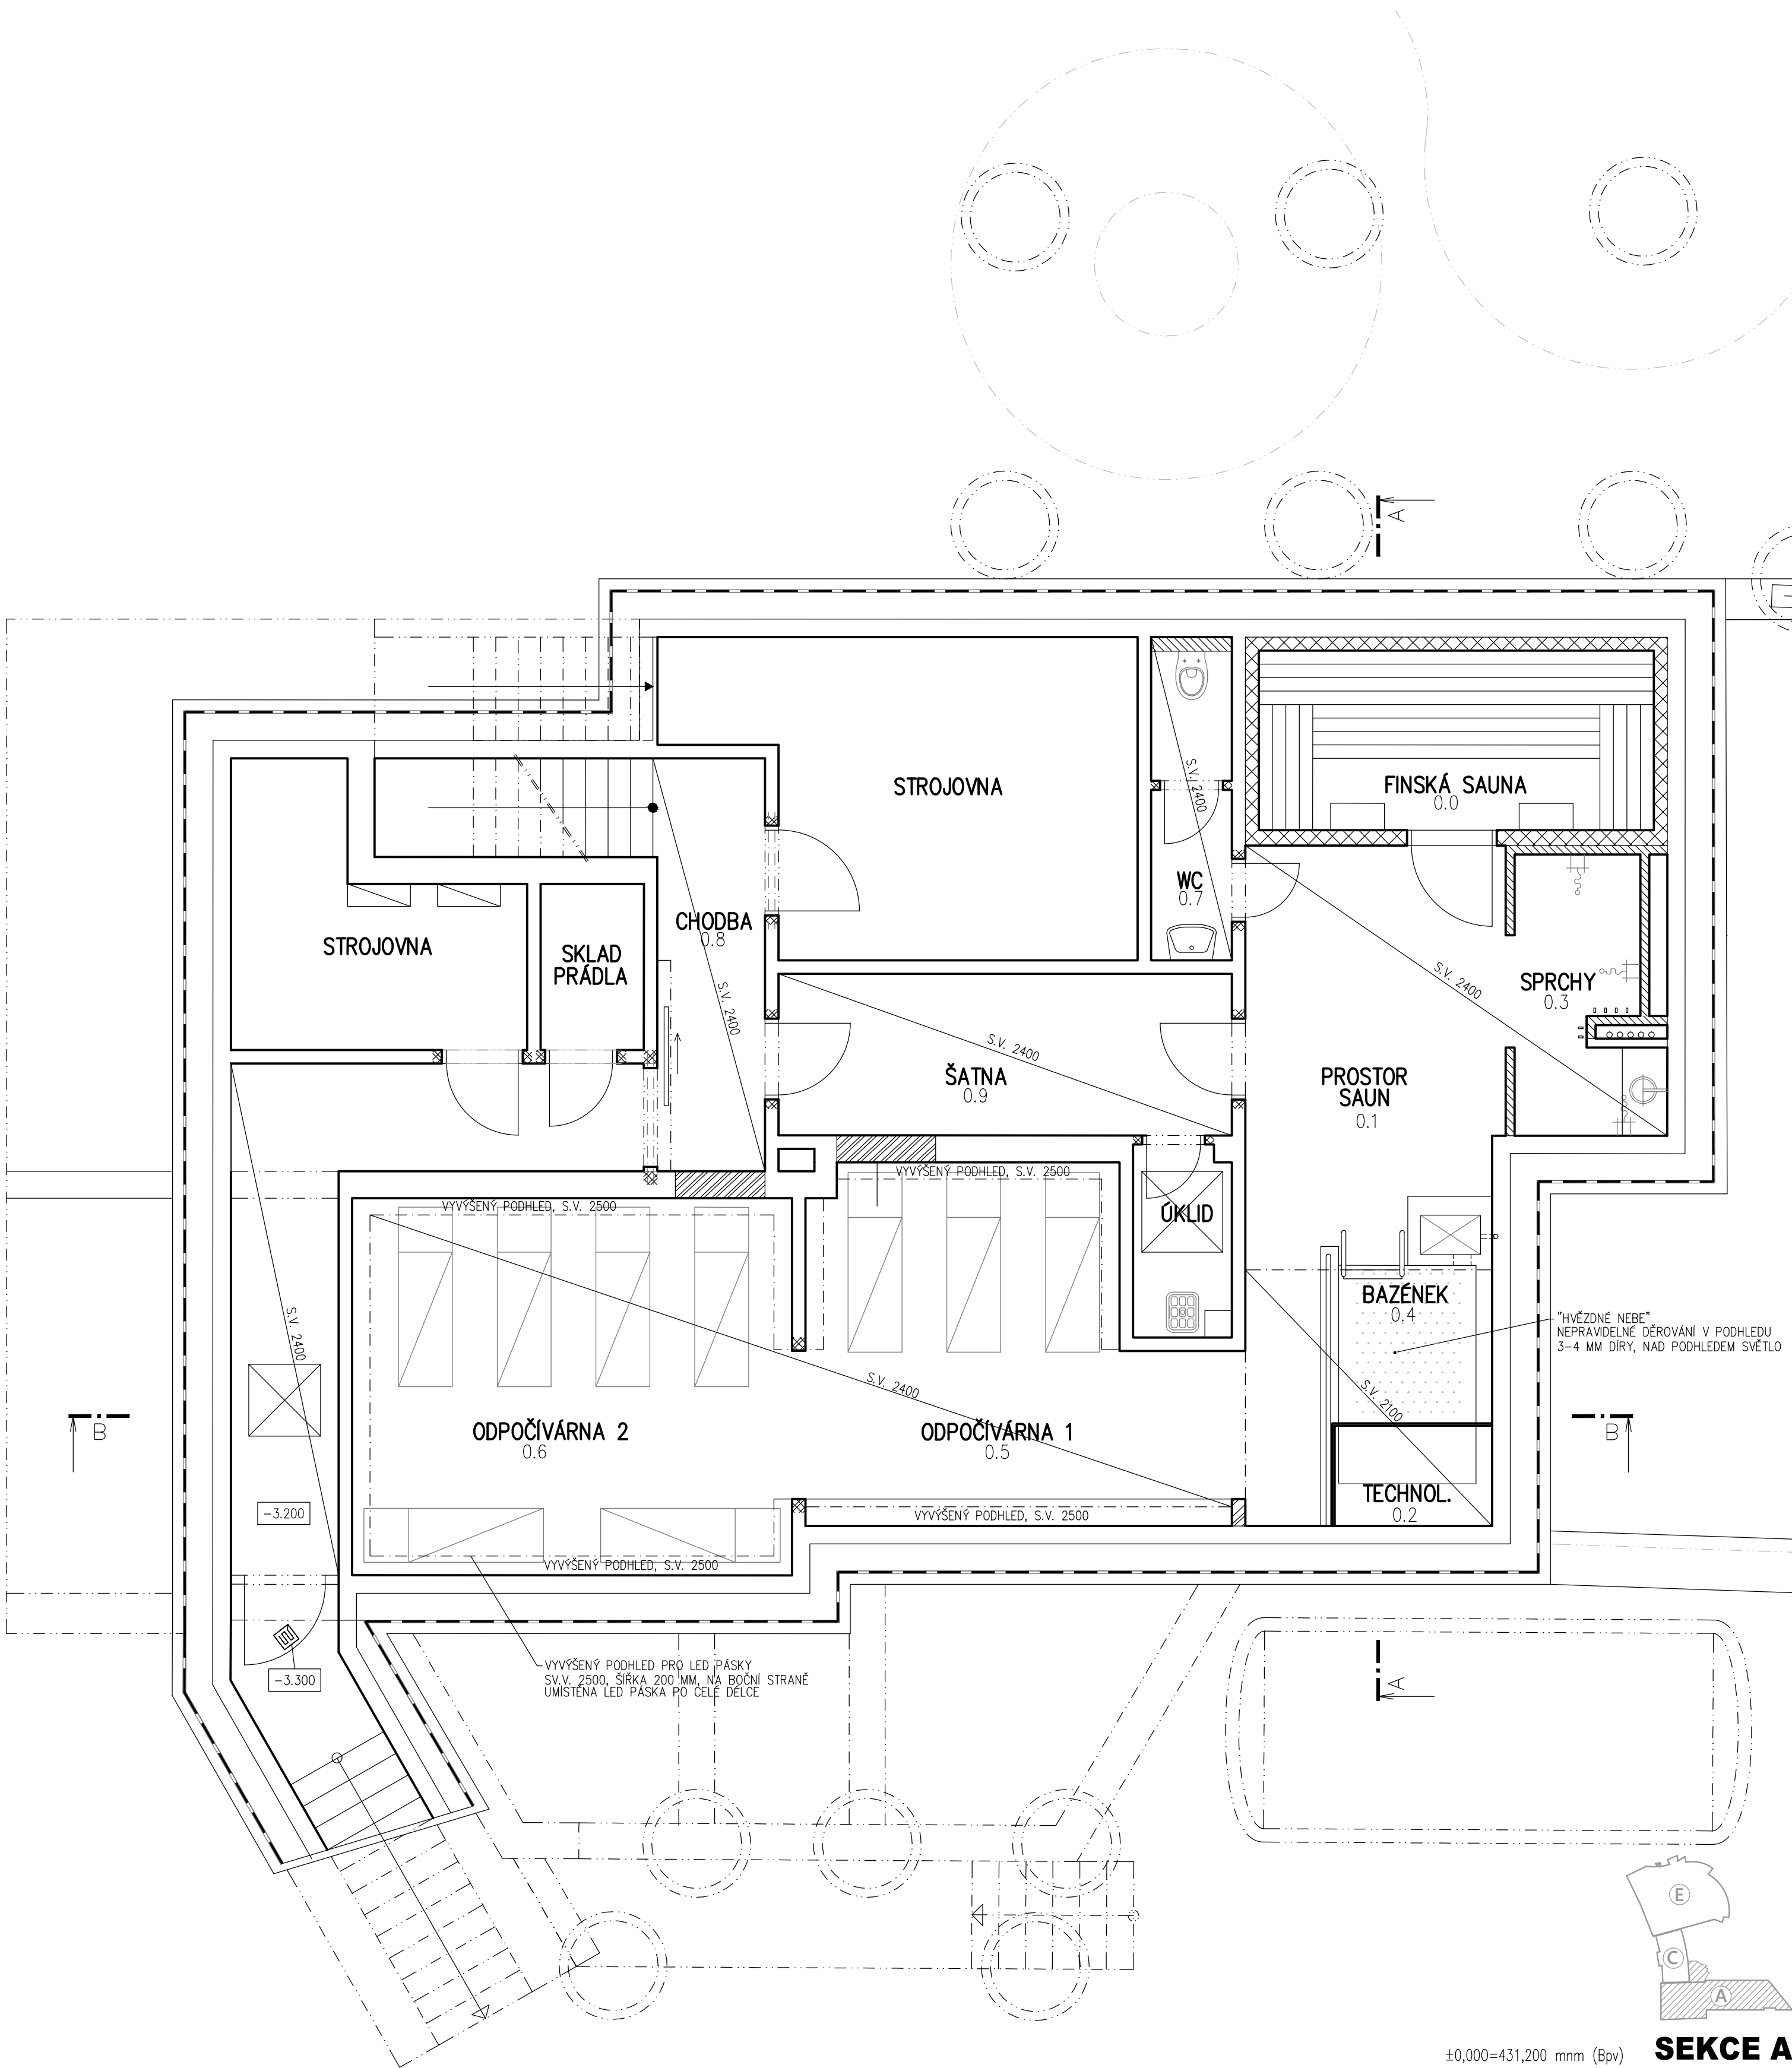 A
STROJOVNA
S.V. 2400
FINSKÁ SAUNA
0.0
WC
0.7
CHODBA
0.8
STROJOVNA
SKLAD
PRÁDLA
S.V. 2400
S.V. 2400
SPRCHY
0.3
S.V. 2400
ŠATNA
0.9
PROSTOR
SAUN
0.1
VYVÝŠENÝ PODHLED, S.V. 2500
VYVÝŠENÝ PODHLED, S.V. 2500
ÚKLID
BAZÉNEK
0.4
"HVĚZDNÉ NEBE"
NEPRAVIDELNÉ DĚROVÁNÍ V PODHLEDU
3-4 MM DÍRY, NAD PODHLEDEM SVĚTLO
S.V. 2400
S.V. 2400
S.V. 2100
B
ODPOČÍVÁRNA 2
0.6
ODPOČÍVÁRNA 1
0.5
B
TECHNOL.
0.2
-3.200
VYVÝŠENÝ PODHLED, S.V. 2500
VYVÝŠENÝ PODHLED, S.V. 2500
-3.300
VYVÝŠENÝ PODHLED PRO LED PÁSKY
SV.V. 2500, ŠÍŘKA 200 MM, NA BOČNÍ STRANĚ
UMÍSTĚNA LED PÁSKA PO CELÉ DÉLCE
A
E
C
A
±0,000=431,200 mnm (Bpv)
SEKCE A